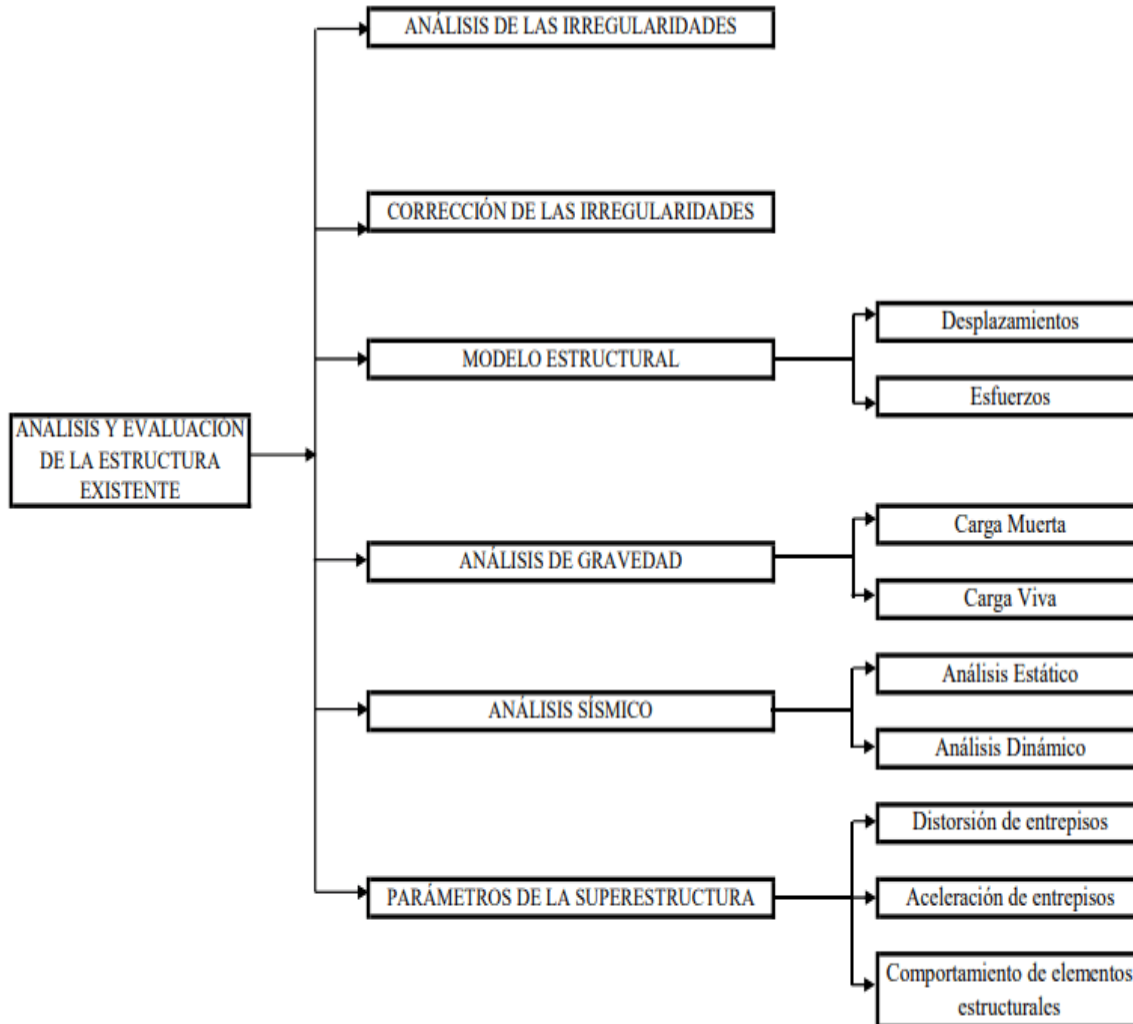 ANÁLISIS DE LAS IRREGULARIDADES
CORRECCIÓN DE LAS IRREGULARIDADES
MODELO ESTRUCTURAL
Desplazamientos
Esfuerzos
ANÁLISIS Y EVALUACIÓN
DE LA ESTRUCTURA
EXISTENTE
ANÁLISIS DE GRAVEDAD
Carga Muerta
Carga Viva
ANÁLISIS SÍSMICO
Análisis Estático
Análisis Dinámico
PARÁMETROS DE LA SUPERESTRUCTURA
Distorsión de entrepisos
Aceleración de entrepisos
Comportamiento de elementos
estructurales